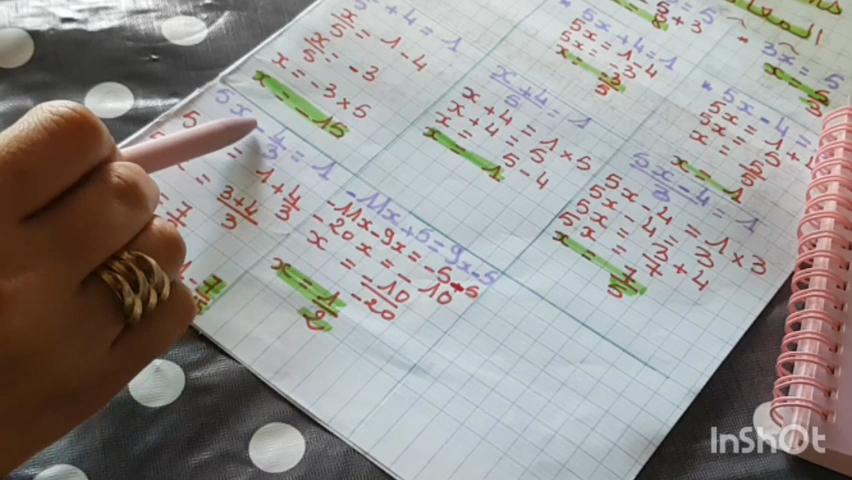 x/5 + 4 = 1
x/5 = 1 - 4
x/5 = -3
x = -3 × 5
x = -15
5x + 4 = 1
5x = 1 - 4
5x = -3
x = -3/5
3x = 5
x = 5/3
(x + 4)/5 = 1
x + 4 = 1 × 5
x + 4 = 5
x = 5 - 4
x = 1
5x - 4 =
5x = 1 + 4
5x = 5
x = 5/5
x = 1
5x - 4/3 = 1
= 1 + 4/3
= (3+4)/3
(5x - 4)/3 = 1
5x - 4 = 1 × 3
5x - 4 = 3
5x = 3 + 4
5x = 7
x = 7/5
-11x + 5 = 9x - 5
-11x - 9x = -5 - 5
-20x = -10
x = -10/-20
x = 1/2
InShOt